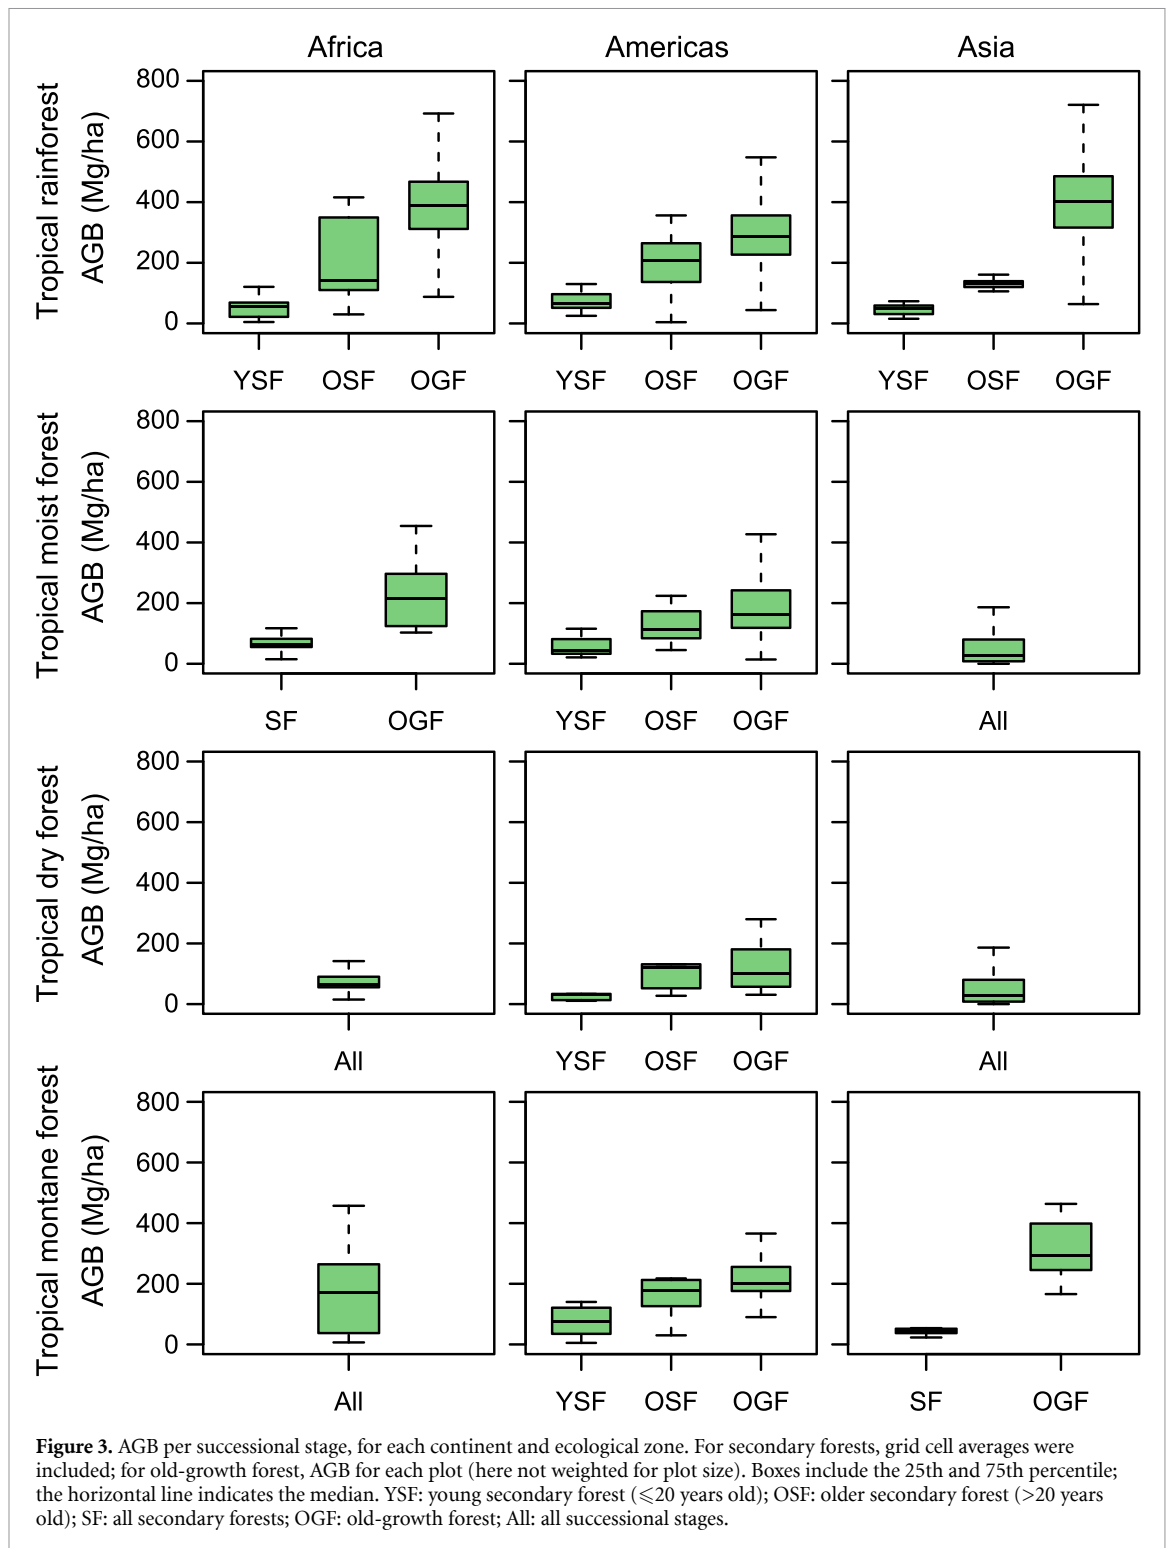 Africa
Americas
Asia
Tropical rainforest
AGB (Mg/ha)
800
600
400
200
0
YSF OSF OGF
YSF OSF OGF
YSF OSF OGF
Tropical moist forest
AGB (Mg/ha)
800
600
400
200
0
SF OGF
YSF OSF OGF
All
Tropical dry forest
AGB (Mg/ha)
800
600
400
200
0
All
YSF OSF OGF
All
Tropical montane forest
AGB (Mg/ha)
800
600
400
200
0
All
YSF OSF OGF
SF OGF
Figure 3. AGB per successional stage, for each continent and ecological zone. For secondary forests, grid cell averages were
included; for old-growth forest, AGB for each plot (here not weighted for plot size). Boxes include the 25th and 75th percentile;
the horizontal line indicates the median. YSF: young secondary forest (⩽20 years old); OSF: older secondary forest (>20 years
old); SF: all secondary forests; OGF: old-growth forest; All: all successional stages.